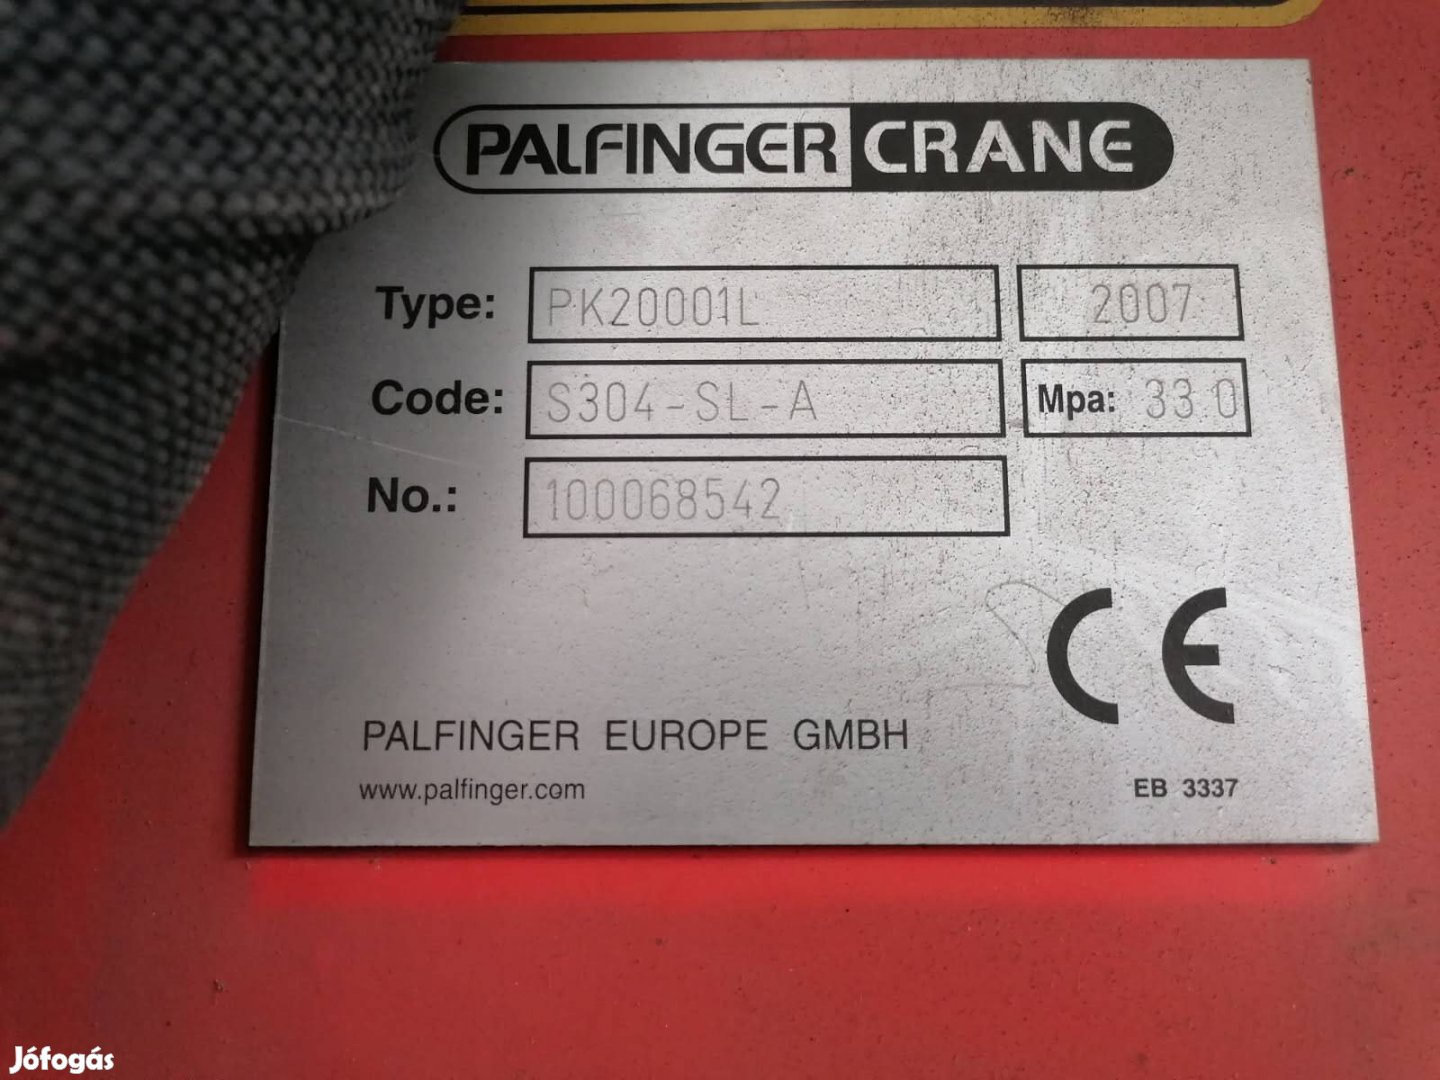 PALFINGER CRANE
Type: PK20001L 2007
Code: S304-SL-A Mpa: 33.0
No.: 100068542
CE
PALFINGER EUROPE GMBH
www.palfinger.com EB 3337
Jófogás